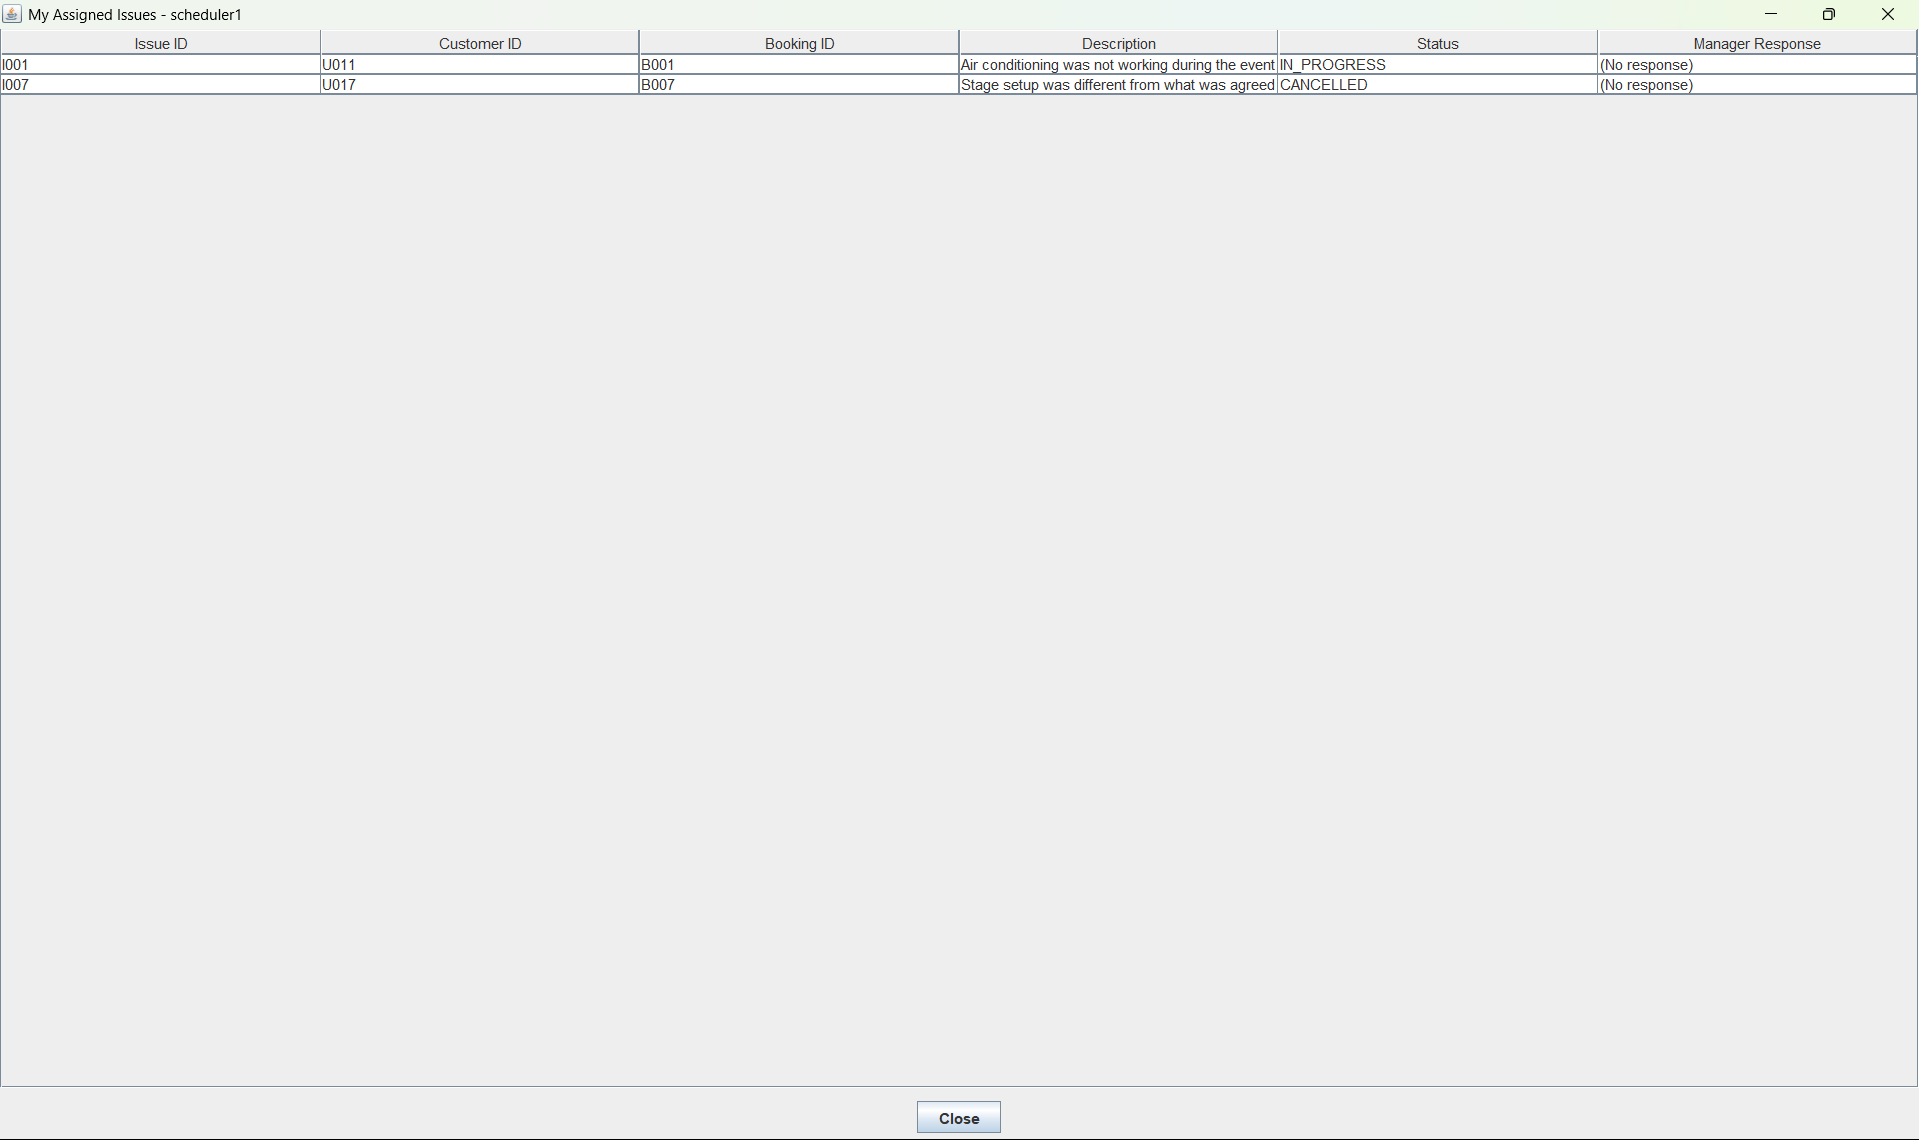 My Assigned Issues - scheduler1
Issue ID Customer ID Booking ID Description Status Manager Response
I001 U011 B001 Air conditioning was not working during the event IN_PROGRESS (No response)
I007 U017 B007 Stage setup was different from what was agreed CANCELLED (No response)
Close